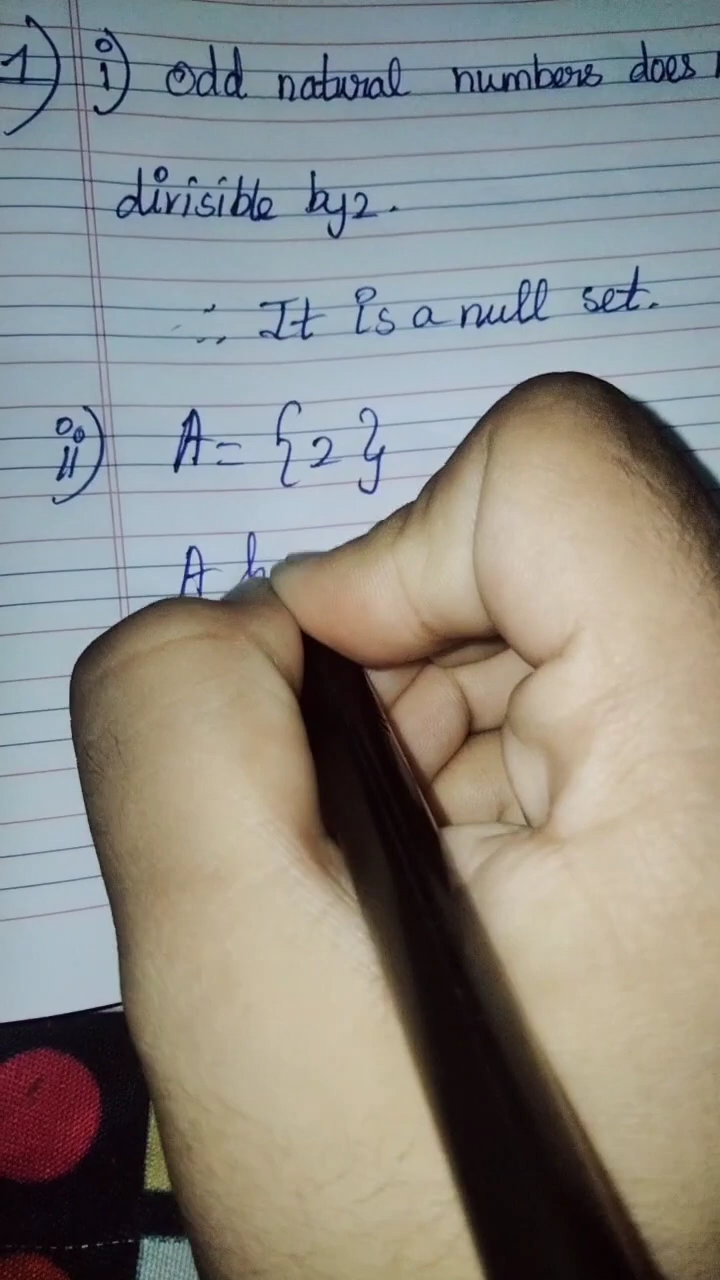 1) i) Odd natural numbers does
divisible by 2.
∴ It is a null set.
ii) A = {2}
A